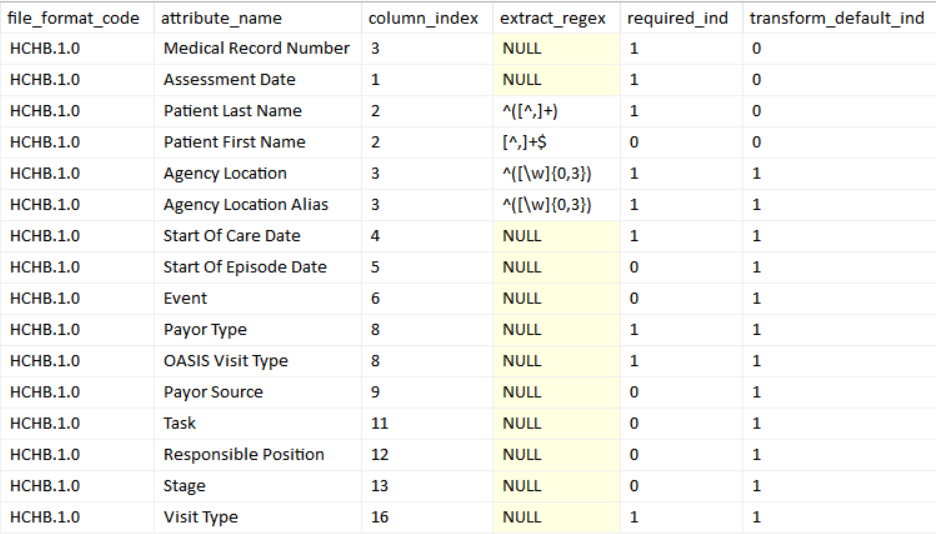 file_format_code attribute_name column_index extract_regex required_ind transform_default_ind
HCHB.1.0 Medical Record Number 3 NULL 1 0
HCHB.1.0 Assessment Date 1 NULL 1 0
HCHB.1.0 Patient Last Name 2 ^([^,]+) 1 0
HCHB.1.0 Patient First Name 2 [^,]+$ 0 0
HCHB.1.0 Agency Location 3 ^([\w]{0,3}) 1 1
HCHB.1.0 Agency Location Alias 3 ^([\w]{0,3}) 1 1
HCHB.1.0 Start Of Care Date 4 NULL 1 1
HCHB.1.0 Start Of Episode Date 5 NULL 0 1
HCHB.1.0 Event 6 NULL 0 1
HCHB.1.0 Payor Type 8 NULL 1 1
HCHB.1.0 OASIS Visit Type 8 NULL 1 1
HCHB.1.0 Payor Source 9 NULL 0 1
HCHB.1.0 Task 11 NULL 0 1
HCHB.1.0 Responsible Position 12 NULL 0 1
HCHB.1.0 Stage 13 NULL 0 1
HCHB.1.0 Visit Type 16 NULL 1 1